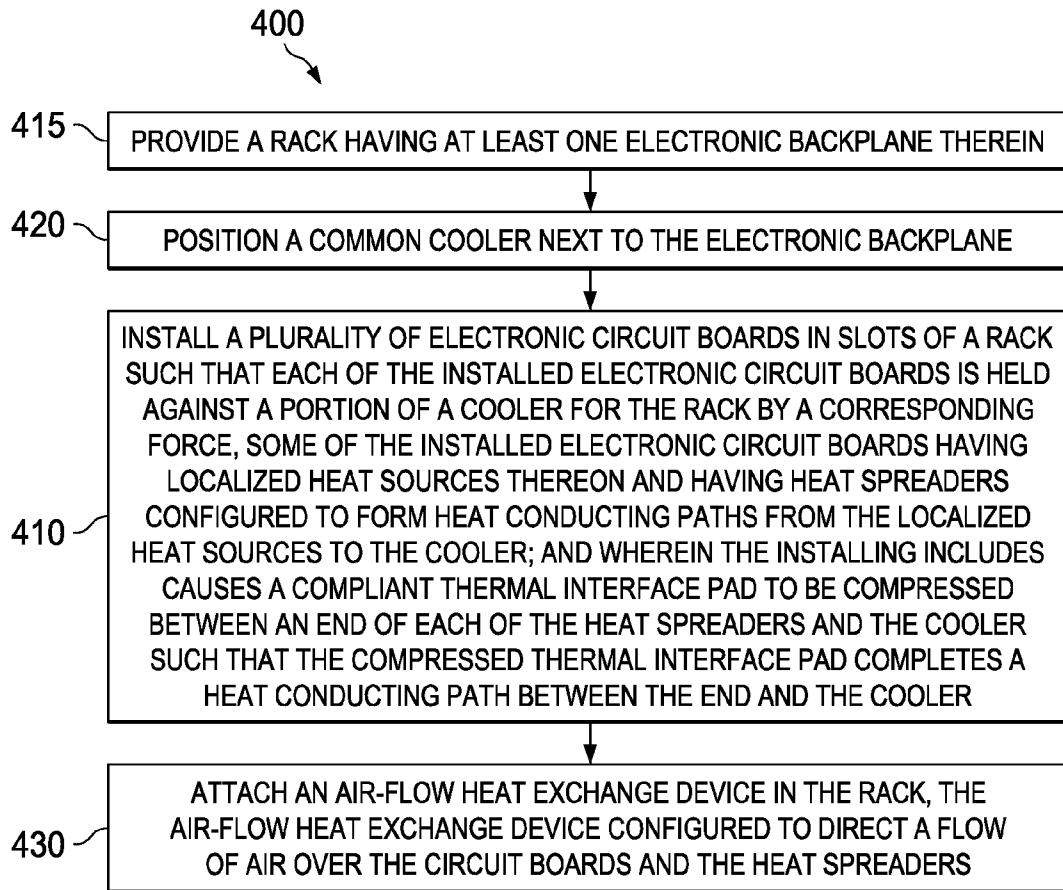 400
415
PROVIDE A RACK HAVING AT LEAST ONE ELECTRONIC BACKPLANE THEREIN
420
POSITION A COMMON COOLER NEXT TO THE ELECTRONIC BACKPLANE
INSTALL A PLURALITY OF ELECTRONIC CIRCUIT BOARDS IN SLOTS OF A RACK
SUCH THAT EACH OF THE INSTALLED ELECTRONIC CIRCUIT BOARDS IS HELD
AGAINST A PORTION OF A COOLER FOR THE RACK BY A CORRESPONDING
FORCE, SOME OF THE INSTALLED ELECTRONIC CIRCUIT BOARDS HAVING
LOCALIZED HEAT SOURCES THEREON AND HAVING HEAT SPREADERS
410
CONFIGURED TO FORM HEAT CONDUCTING PATHS FROM THE LOCALIZED
HEAT SOURCES TO THE COOLER; AND WHEREIN THE INSTALLING INCLUDES
CAUSES A COMPLIANT THERMAL INTERFACE PAD TO BE COMPRESSED
BETWEEN AN END OF EACH OF THE HEAT SPREADERS AND THE COOLER
SUCH THAT THE COMPRESSED THERMAL INTERFACE PAD COMPLETES A
HEAT CONDUCTING PATH BETWEEN THE END AND THE COOLER
ATTACH AN AIR-FLOW HEAT EXCHANGE DEVICE IN THE RACK, THE
430
AIR-FLOW HEAT EXCHANGE DEVICE CONFIGURED TO DIRECT A FLOW
OF AIR OVER THE CIRCUIT BOARDS AND THE HEAT SPREADERS